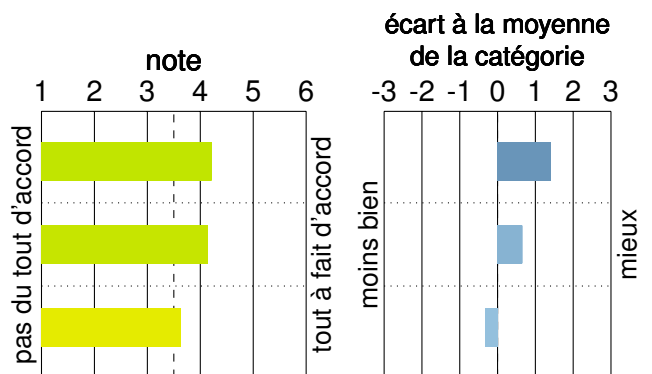 note
1 2 3 4 5 6
pas du tout d'accord
tout à fait d'accord
écart à la moyenne
de la catégorie
-3 -2 -1 0 1 2 3
moins bien
mieux